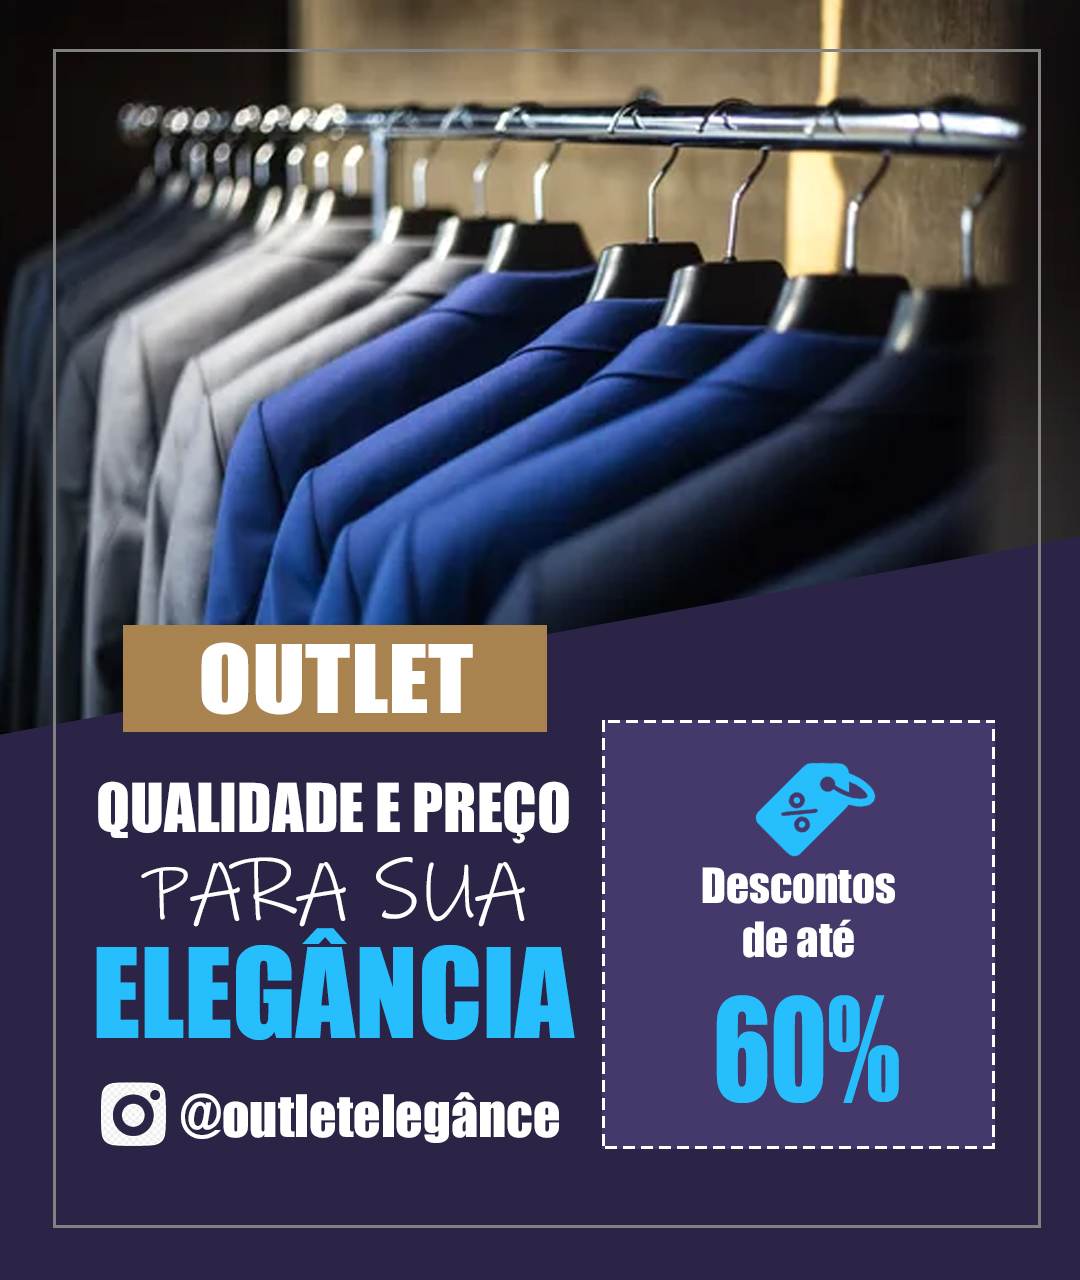 OUTLET
QUALIDADE E PREÇO
PARA SUA
ELEGÂNCIA
@outletelegânce
%
Descontos
de até
60%